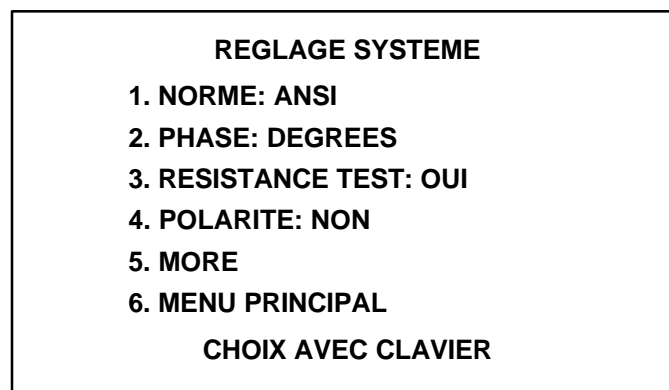 REGLAGE SYSTEME
1. NORME: ANSI
2. PHASE: DEGREES
3. RESISTANCE TEST: OUI
4. POLARITE: NON
5. MORE
6. MENU PRINCIPAL
CHOIX AVEC CLAVIER